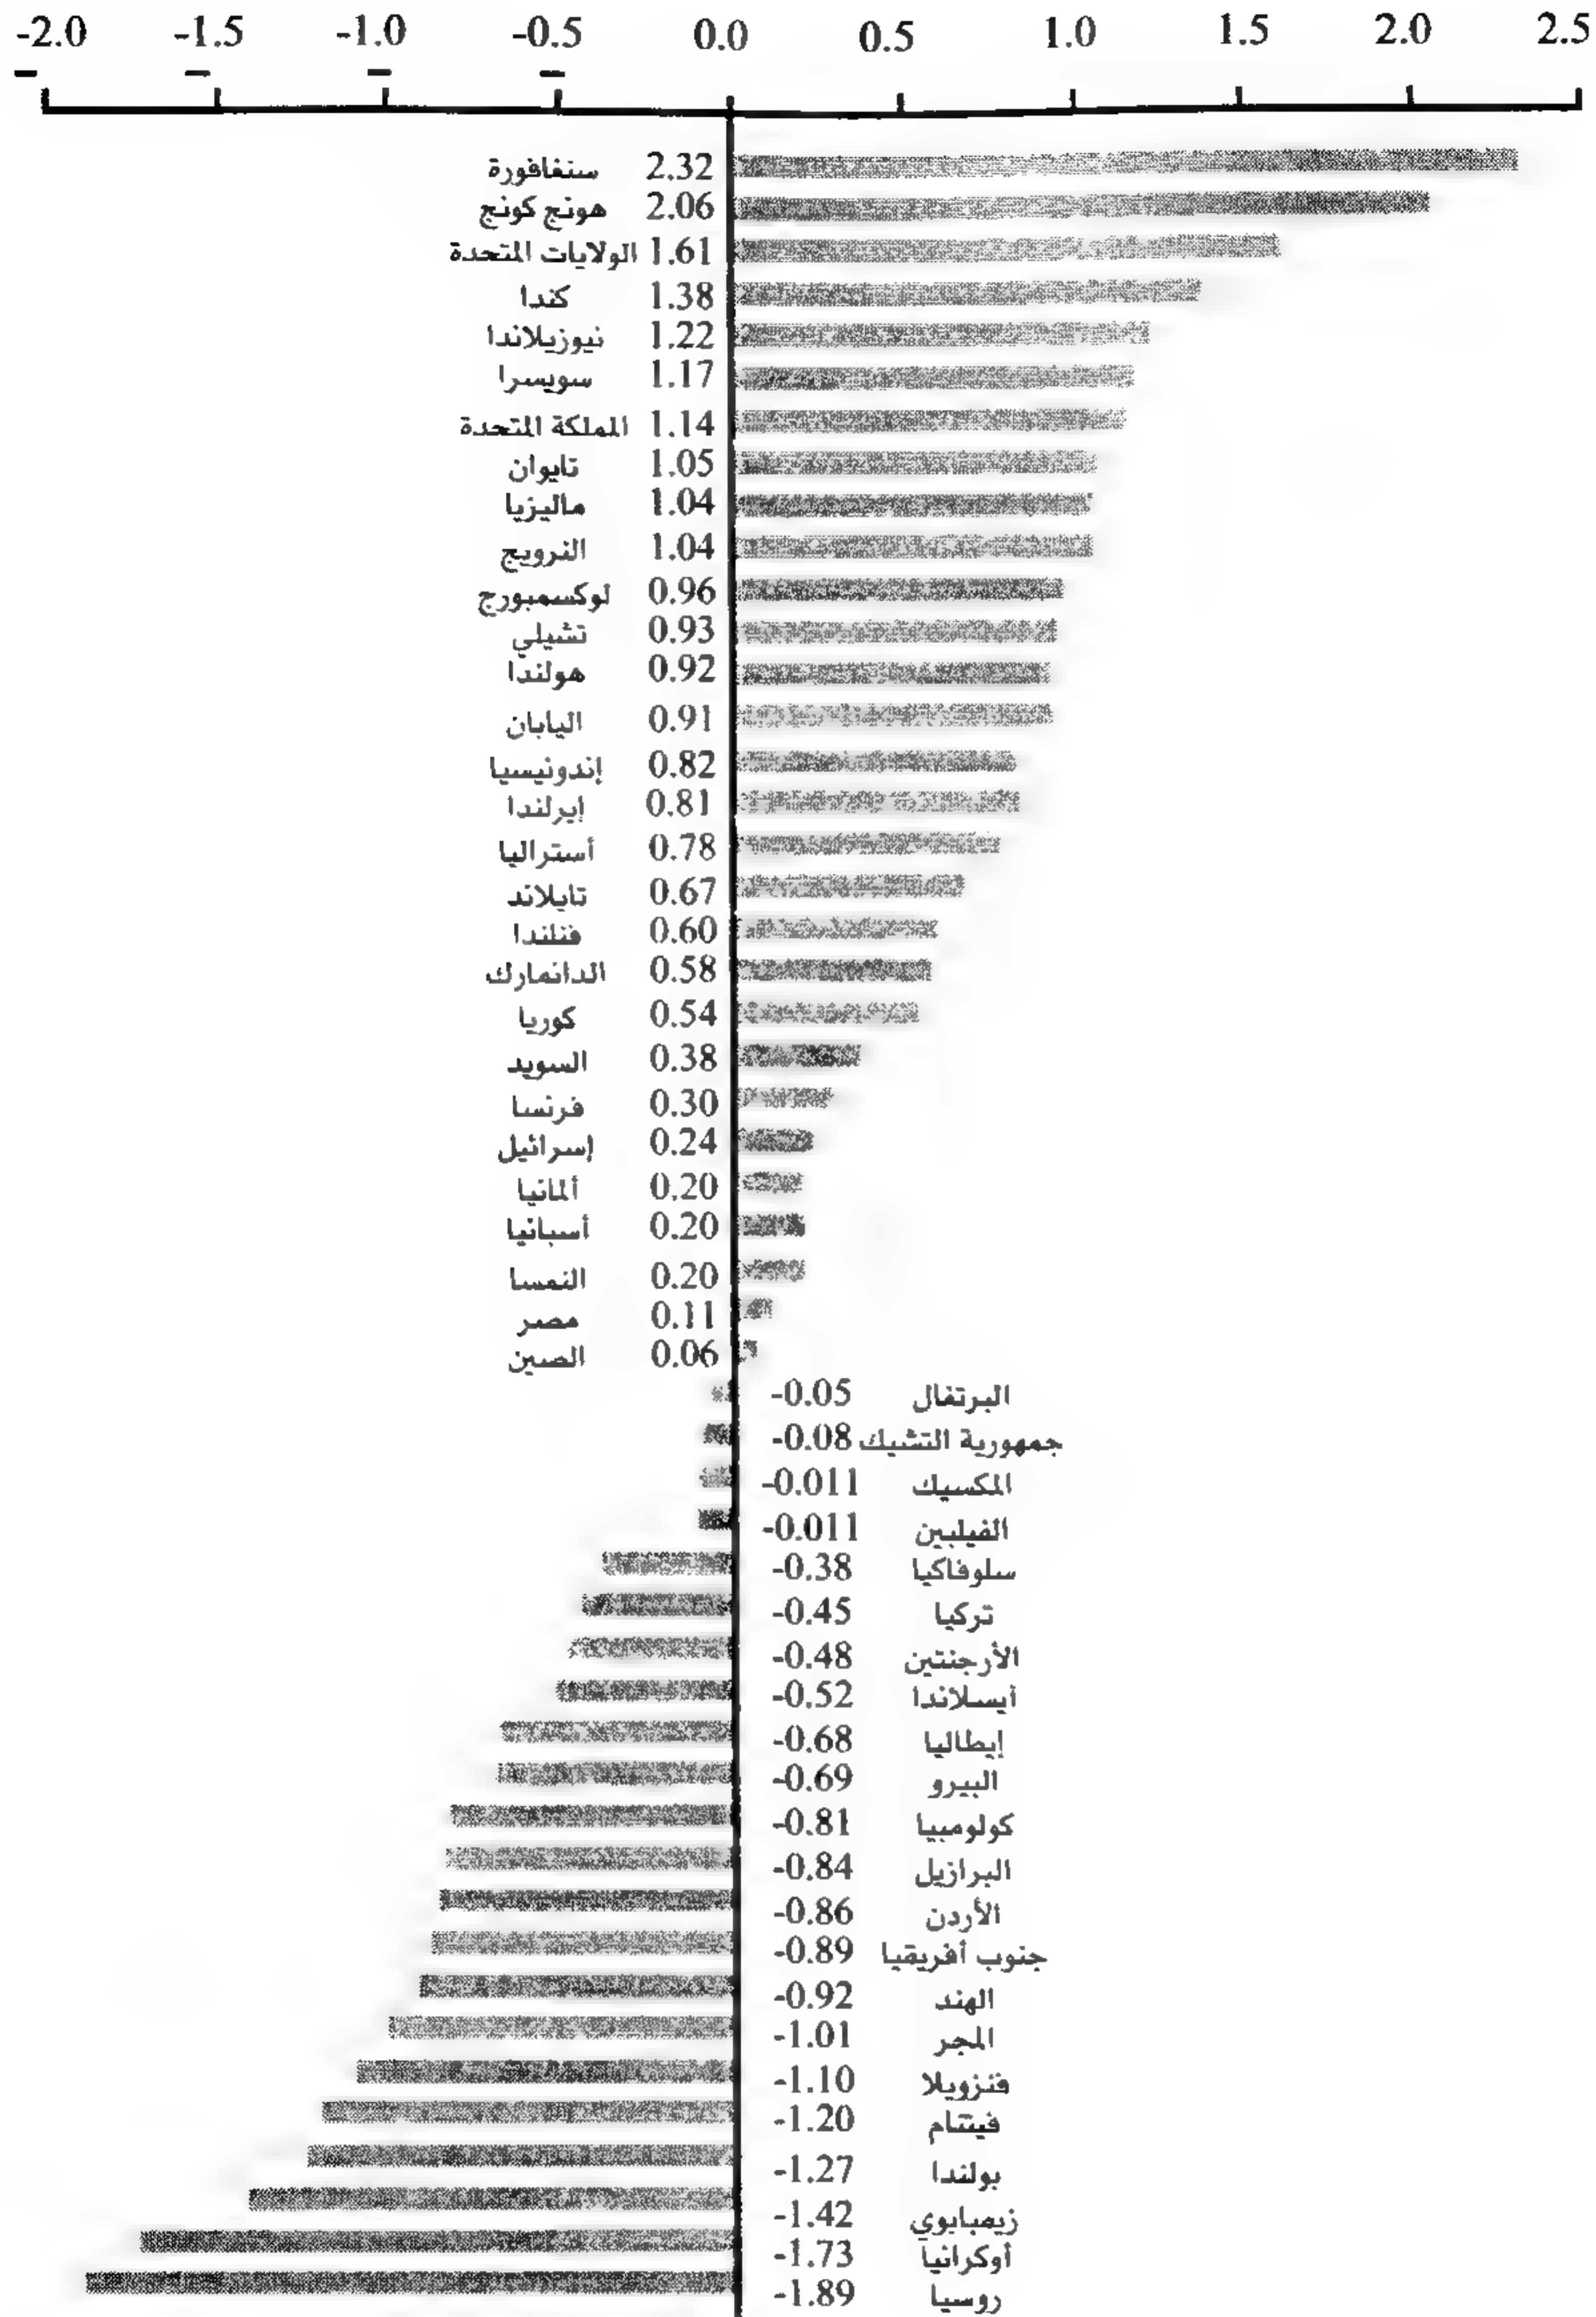 -2.0 -1.5 -1.0 -0.5 0.0 0.5 1.0 1.5 2.0 2.5
سنغافورة 2.32
هونج كونج 2.06
الولايات المتحدة 1.61
كندا 1.38
نيوزيلاندا 1.22
سويسرا 1.17
المملكة المتحدة 1.14
تايوان 1.05
ماليزيا 1.04
النرويج 1.04
لوكسمبورج 0.96
تشيلي 0.93
هولندا 0.92
اليابان 0.91
إندونيسيا 0.82
إيرلندا 0.81
أستراليا 0.78
تايلاند 0.67
فنلندا 0.60
الدانمارك 0.58
كوريا 0.54
السويد 0.38
فرنسا 0.30
إسرائيل 0.24
ألمانيا 0.20
أسبانيا 0.20
النمسا 0.20
مصر 0.11
الصين 0.06
-0.05 البرتغال
-0.08 جمهورية التشيك
-0.011 المكسيك
-0.011 الفيلبين
-0.38 سلوفاكيا
-0.45 تركيا
-0.48 الأرجنتين
-0.52 أيسلاندا
-0.68 إيطاليا
-0.69 البيرو
-0.81 كولومبيا
-0.84 البرازيل
-0.86 الأردن
-0.89 جنوب أفريقيا
-0.92 الهند
-1.01 المجر
-1.10 فنزويلا
-1.20 فيتنام
-1.27 بولندا
-1.42 زيمبابوي
-1.73 أوكرانيا
-1.89 روسيا